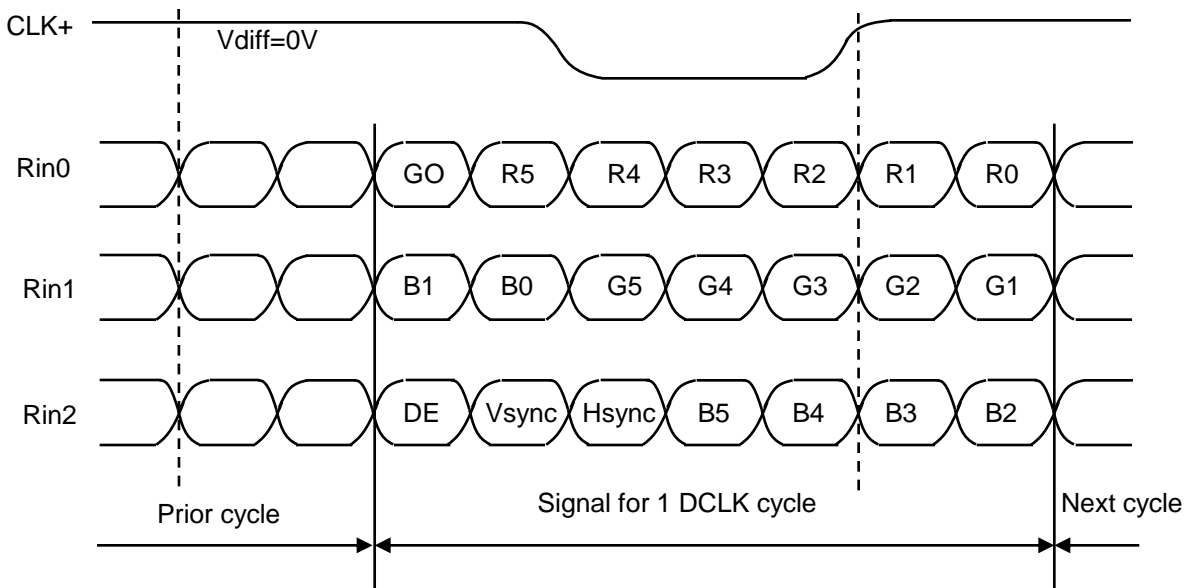 CLK+
Vdiff=0V
Rin0 GO R5 R4 R3 R2 R1 R0
Rin1 B1 B0 G5 G4 G3 G2 G1
Rin2 DE Vsync Hsync B5 B4 B3 B2
Prior cycle Signal for 1 DCLK cycle Next cycle